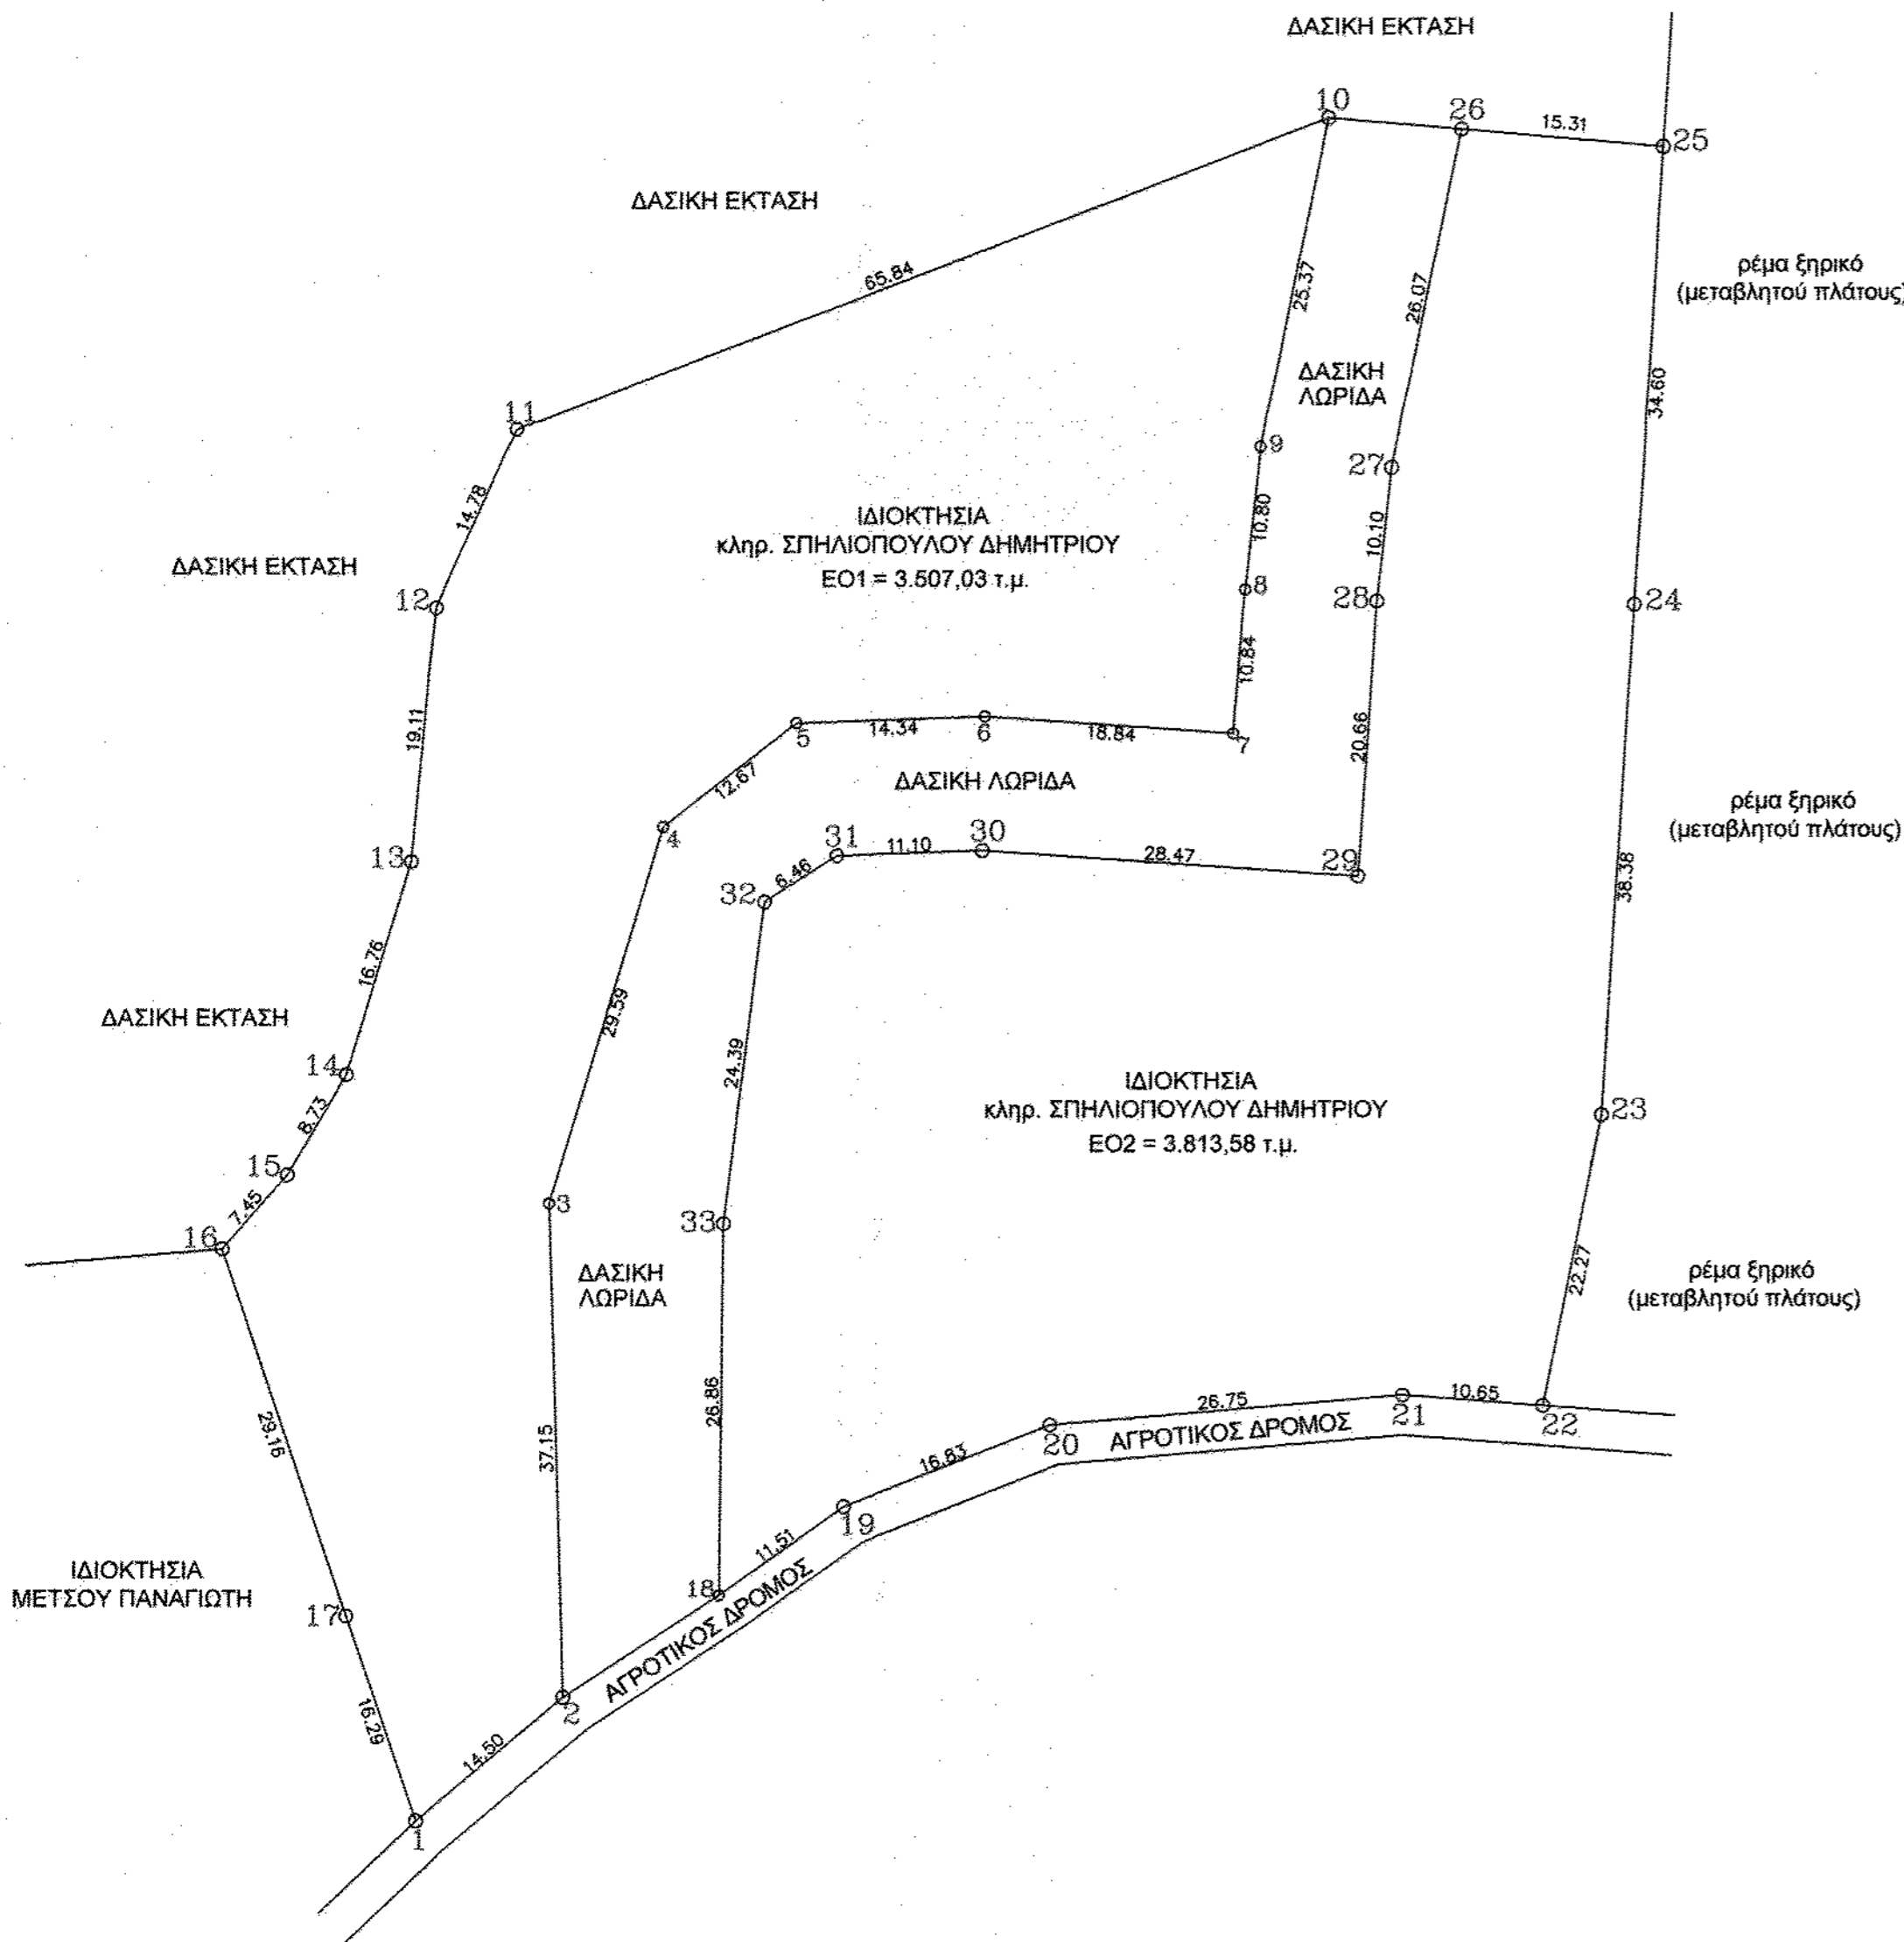 ΔΑΣΙΚΗ ΕΚΤΑΣΗ
10
26
15.31
25
ΔΑΣΙΚΗ ΕΚΤΑΣΗ
65.84
25.37
26.07
ρέμα ξηρικό
(μεταβλητού πλάτους)
34.60
ΔΑΣΙΚΗ
ΛΩΡΙΔΑ
11
9
27
14.78
10.80
10.10
ΙΔΙΟΚΤΗΣΙΑ
κληρ. ΣΠΗΛΙΟΠΟΥΛΟΥ ΔΗΜΗΤΡΙΟΥ
ΕΟ1 = 3.507,03 τ.μ.
ΔΑΣΙΚΗ ΕΚΤΑΣΗ
12
8
28
24
19.11
10.84
20.66
5
14.34
6
18.84
7
12.67
ΔΑΣΙΚΗ ΛΩΡΙΔΑ
ρέμα ξηρικό
(μεταβλητού πλάτους)
4
31
11.10
30
28.47
29
13
6.46
32
38.38
16.76
29.59
24.39
ΔΑΣΙΚΗ ΕΚΤΑΣΗ
14
8.73
ΙΔΙΟΚΤΗΣΙΑ
κληρ. ΣΠΗΛΙΟΠΟΥΛΟΥ ΔΗΜΗΤΡΙΟΥ
ΕΟ2 = 3.813,58 τ.μ.
23
15
7.45
3
33
16
ΔΑΣΙΚΗ
ΛΩΡΙΔΑ
22.27
ρέμα ξηρικό
(μεταβλητού πλάτους)
29.16
37.15
26.86
26.75
21
10.65
22
20
ΑΓΡΟΤΙΚΟΣ ΔΡΟΜΟΣ
16.83
19
11.51
ΙΔΙΟΚΤΗΣΙΑ
ΜΕΤΣΟΥ ΠΑΝΑΓΙΩΤΗ
17
18
ΑΓΡΟΤΙΚΟΣ ΔΡΟΜΟΣ
2
16.29
14.50
1